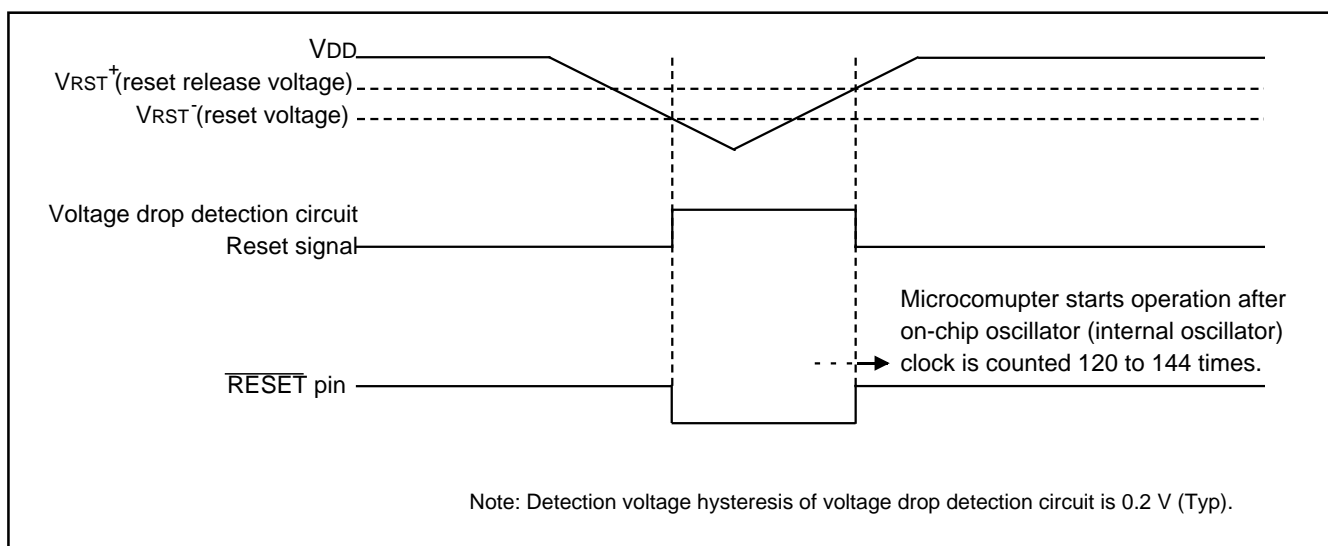 VDD
VRST+(reset release voltage)
VRST-(reset voltage)
Voltage drop detection circuit
Reset signal
Microcomupter starts operation after
on-chip oscillator (internal oscillator)
clock is counted 120 to 144 times.
RESET pin
Note: Detection voltage hysteresis of voltage drop detection circuit is 0.2 V (Typ).